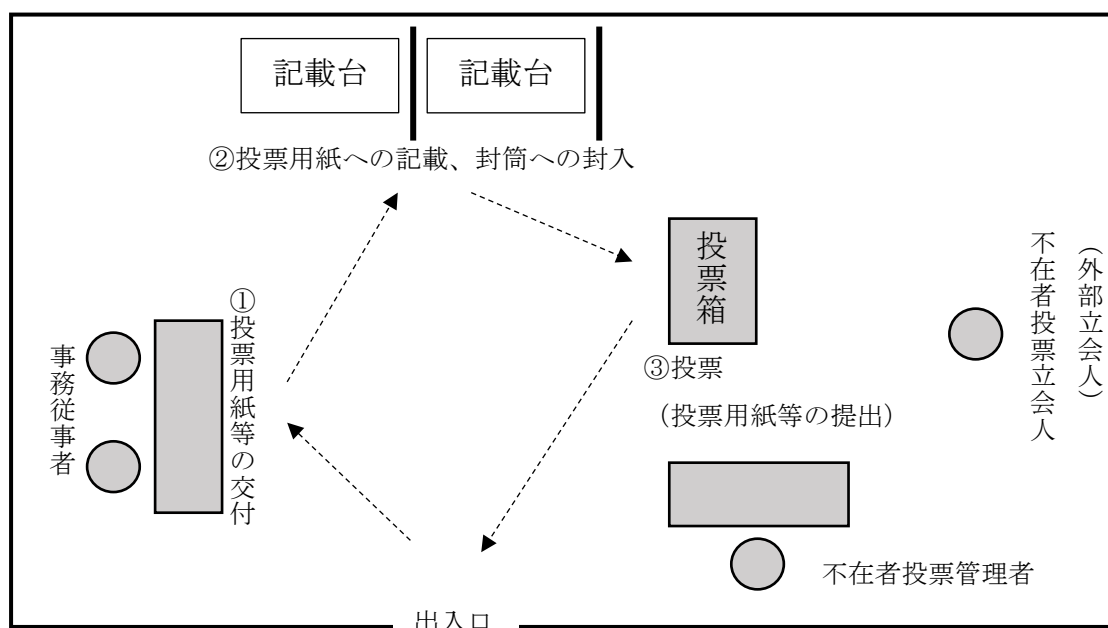 記載台
記載台
②投票用紙への記載、封筒への封入
投票箱
③投票
（投票用紙等の提出）
（外部立会人）
不在者投票立会人
①投票用紙等の交付
事務従事者
不在者投票管理者
出入口